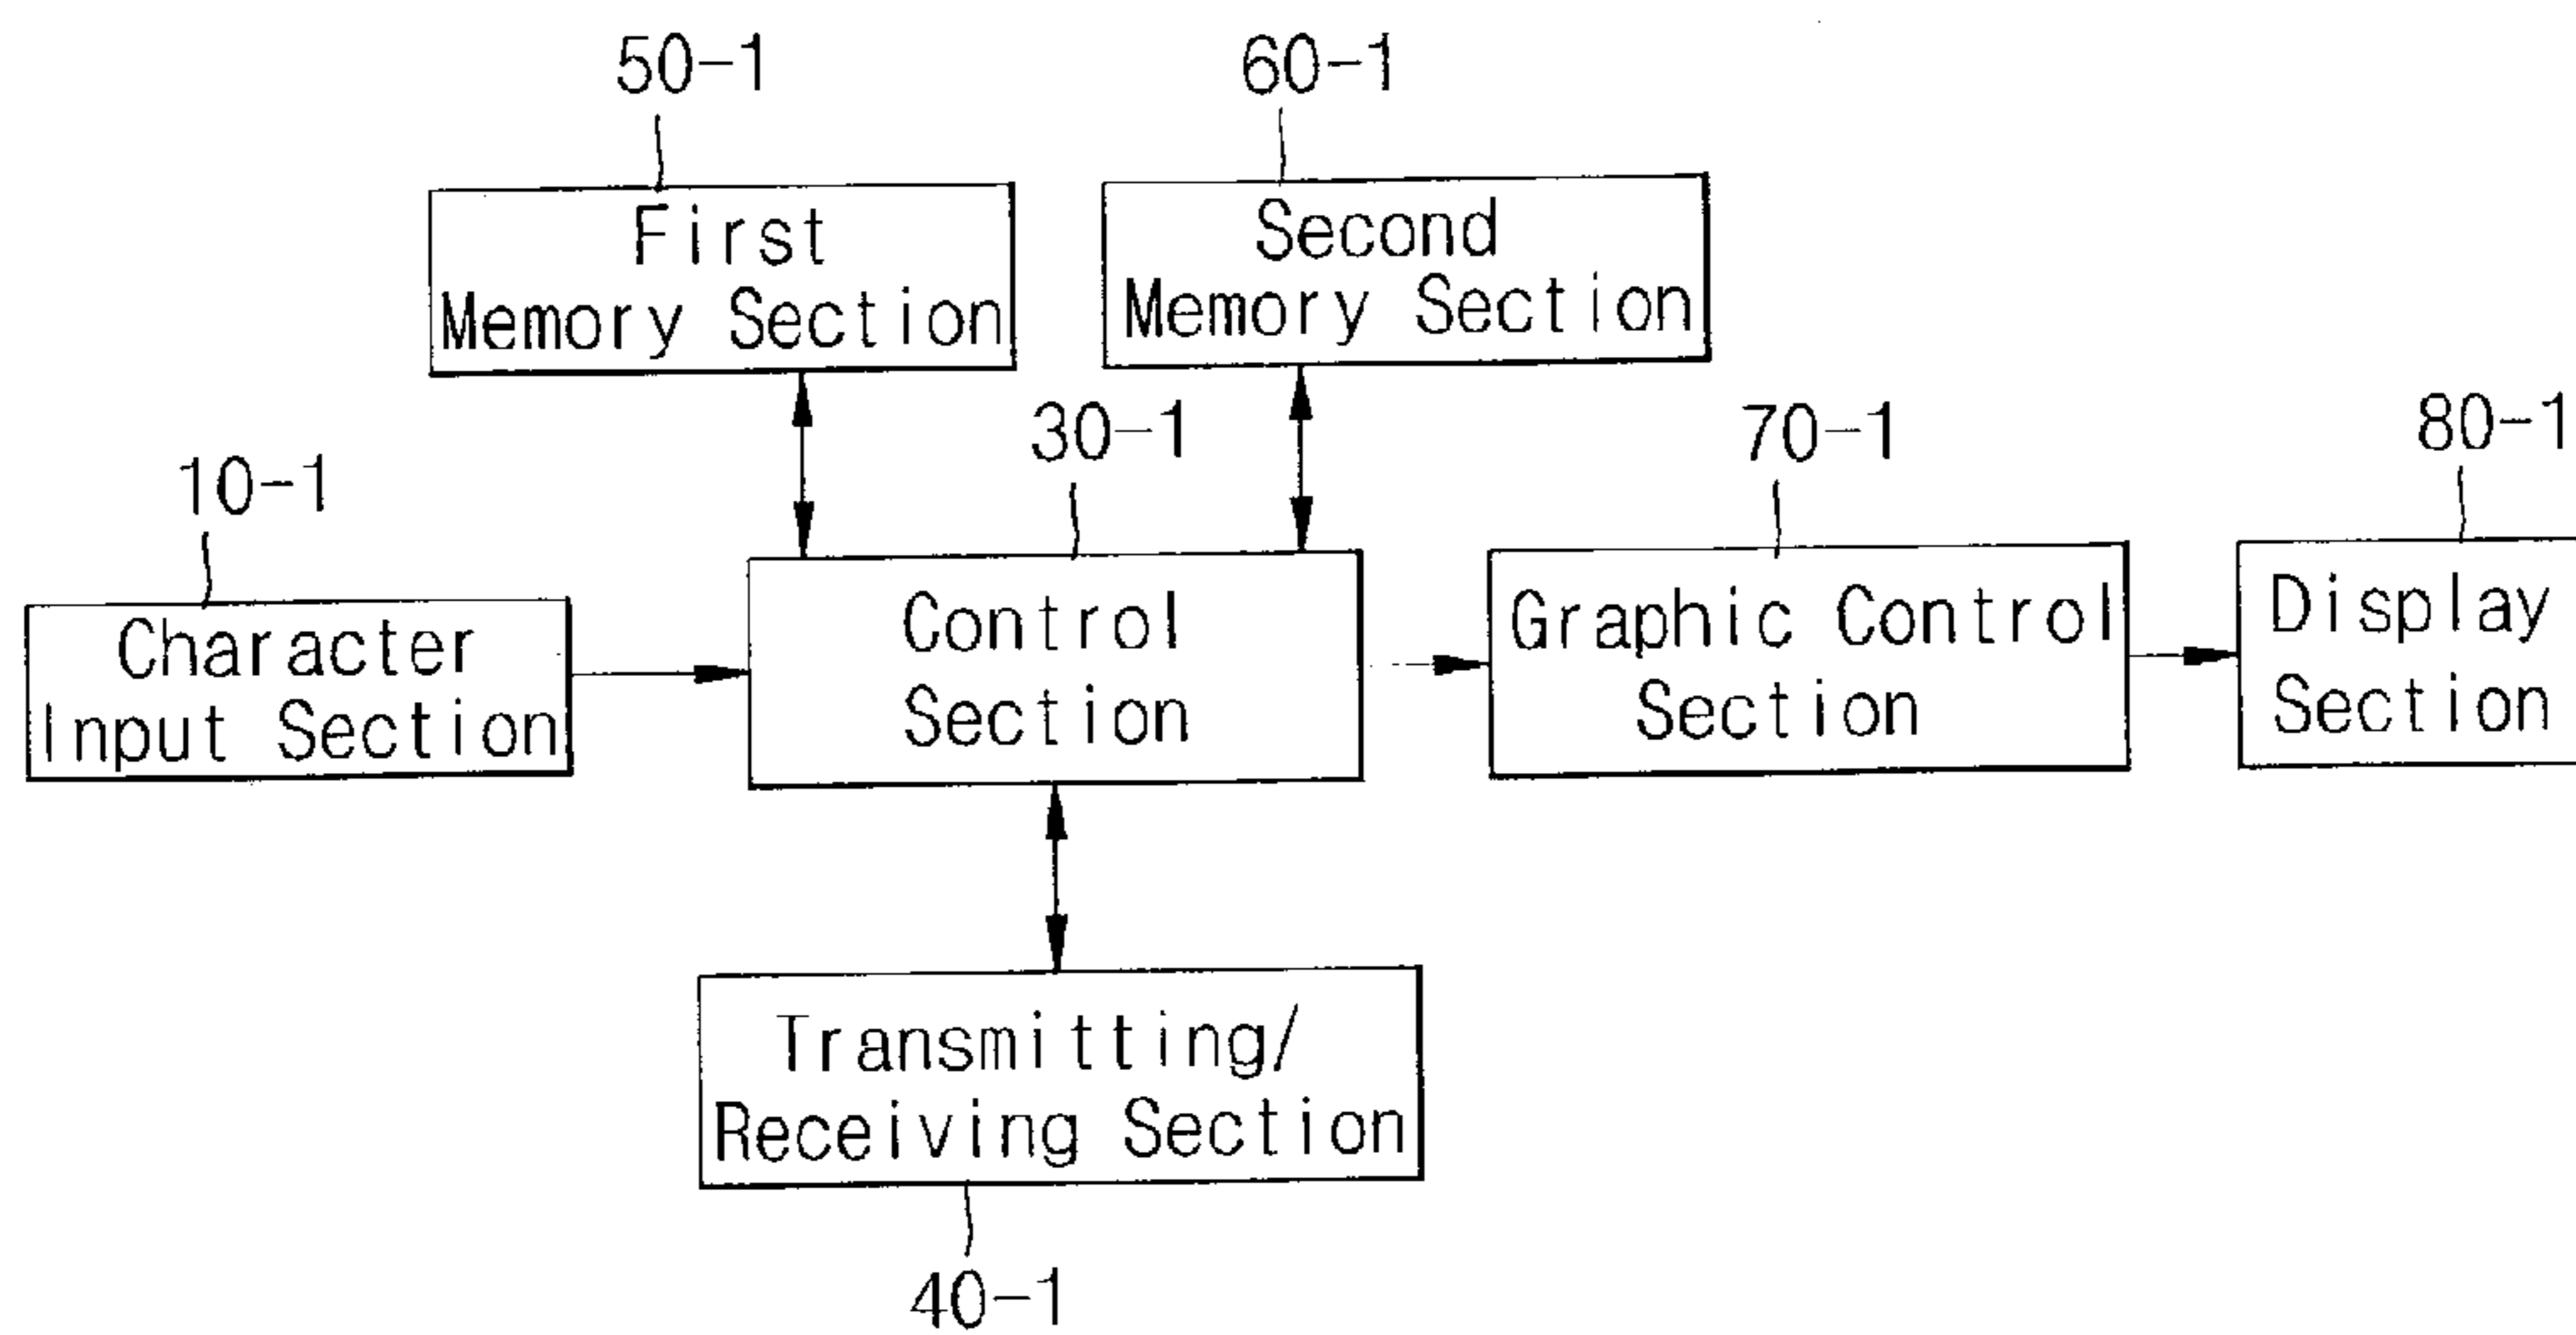 50-1
60-1
First
Memory Section
Second
Memory Section
10-1
30-1
70-1
80-1
Character
Input Section
Control
Section
Graphic Control
Section
Display
Section
Transmitting/
Receiving Section
40-1